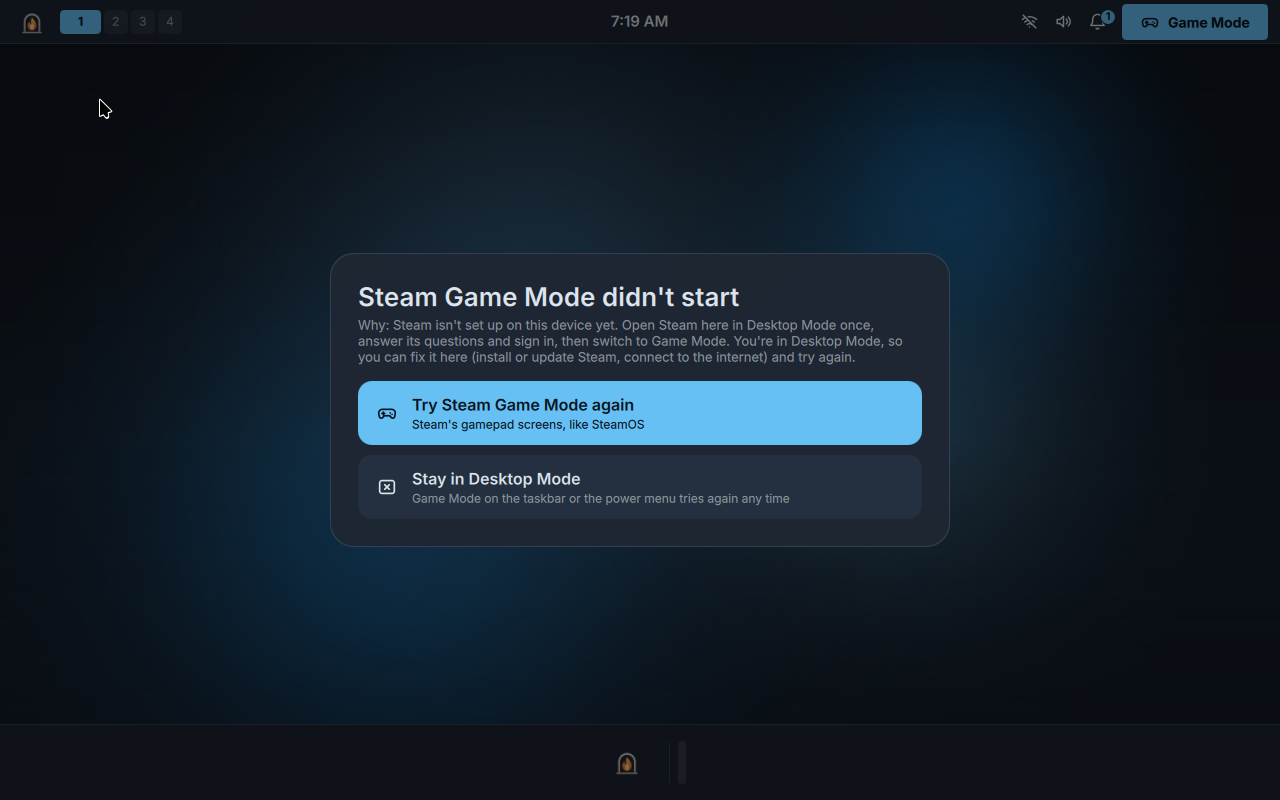 1 2 3 4
7:19 AM
1
Game Mode
Steam Game Mode didn't start
Why: Steam isn't set up on this device yet. Open Steam here in Desktop Mode once,
answer its questions and sign in, then switch to Game Mode. You're in Desktop Mode, so
you can fix it here (install or update Steam, connect to the internet) and try again.
Try Steam Game Mode again
Steam's gamepad screens, like SteamOS
Stay in Desktop Mode
Game Mode on the taskbar or the power menu tries again any time